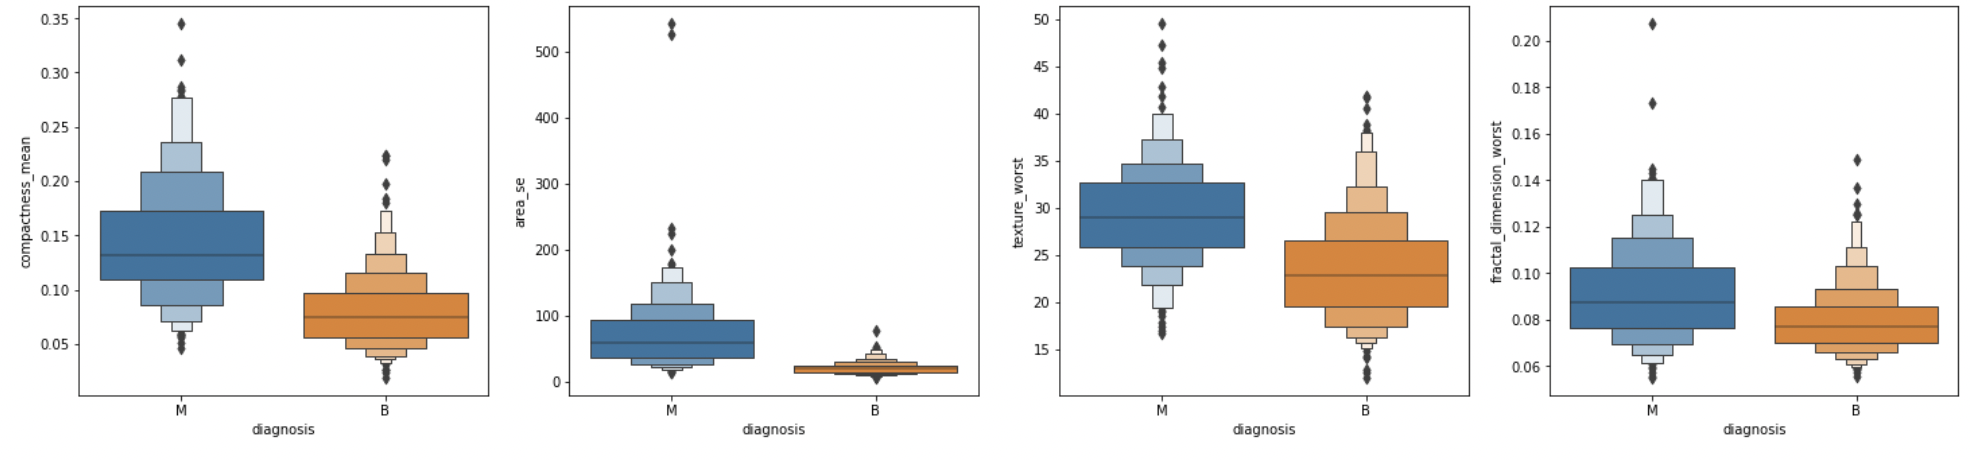 compactness_mean
0.35
0.30
0.25
0.20
0.15
0.10
0.05
M B
diagnosis
area_se
500
400
300
200
100
0
M B
diagnosis
texture_worst
50
45
40
35
30
25
20
15
M B
diagnosis
fractal_dimension_worst
0.20
0.18
0.16
0.14
0.12
0.10
0.08
0.06
M B
diagnosis